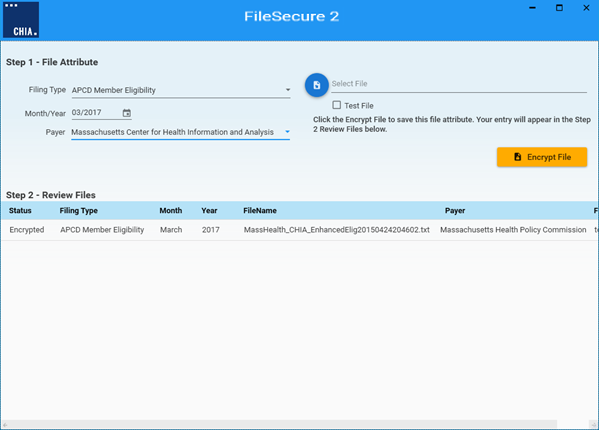 CHIA.
FileSecure 2
Step 1 - File Attribute
Filing Type APCD Member Eligibility
Select File
Month/Year 03/2017
Test File
Click the Encrypt File to save this file attribute. Your entry will appear in the Step
2 Review Files below.
Payer Massachusetts Center for Health Information and Analysis
Encrypt File
Step 2 - Review Files
Status Filing Type Month Year FileName Payer F
Encrypted APCD Member Eligibility March 2017 MassHealth_CHIA_EnhancedElig20150424204602.txt Massachusetts Health Policy Commission